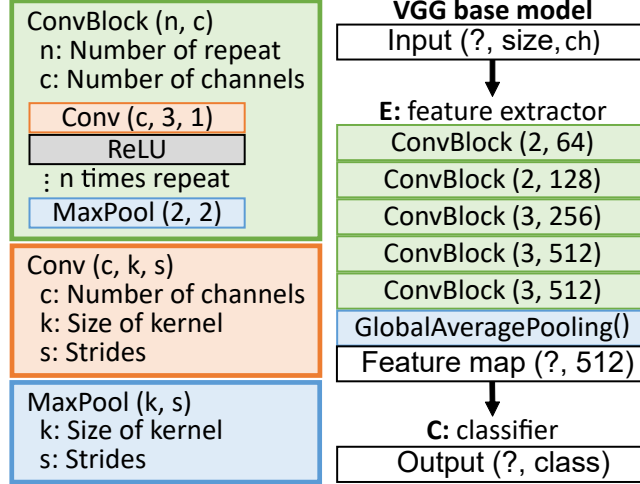 ConvBlock (n, c)
n: Number of repeat
c: Number of channels
Conv (c, 3, 1)
ReLU
⋮ n times repeat
MaxPool (2, 2)
Conv (c, k, s)
c: Number of channels
k: Size of kernel
s: Strides
MaxPool (k, s)
k: Size of kernel
s: Strides
VGG base model
Input (?, size, ch)
E: feature extractor
ConvBlock (2, 64)
ConvBlock (2, 128)
ConvBlock (3, 256)
ConvBlock (3, 512)
ConvBlock (3, 512)
GlobalAveragePooling()
Feature map (?, 512)
C: classifier
Output (?, class)